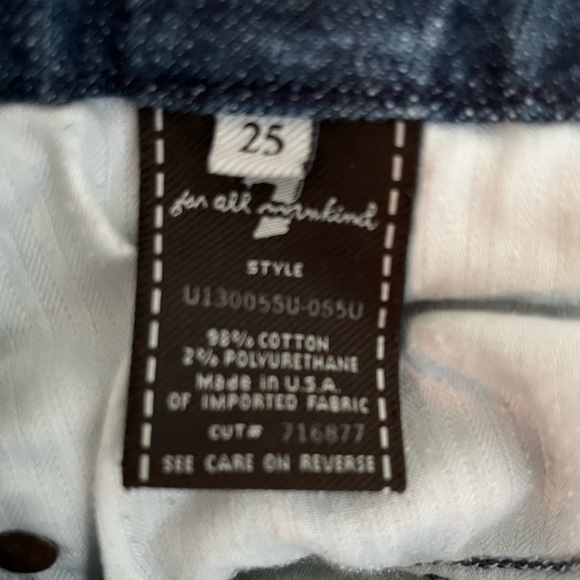 25
for all mankind
STYLE
U130055U-055U
98% COTTON
2% POLYURETHANE
Made in U.S.A.
OF IMPORTED FABRIC
CUT# 716877
SEE CARE ON REVERSE